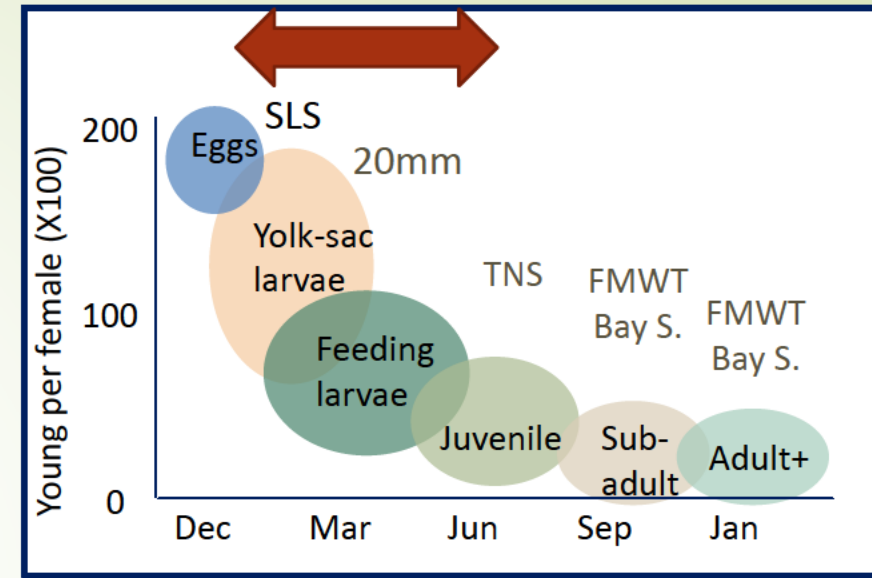 SLS
200
Eggs
20mm
Yolk-sac
larvae
TNS
FMWT
Bay S.
FMWT
Bay S.
100
Feeding
larvae
Juvenile
Sub-
adult
Adult+
0
Young per female (X100)
Dec Mar Jun Sep Jan